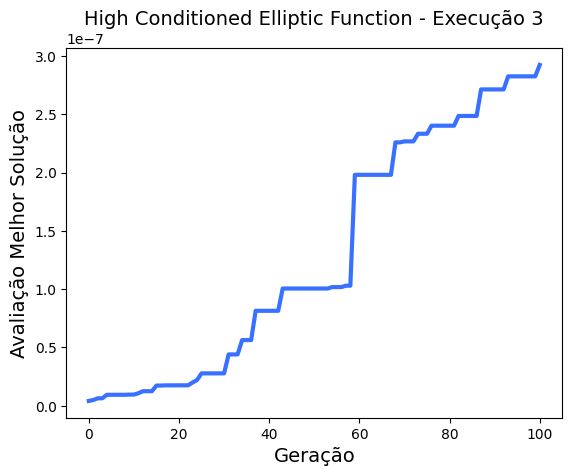 High Conditioned Elliptic Function - Execução 3
1e−7
3.0
2.5
2.0
1.5
1.0
0.5
0.0
Avaliação Melhor Solução
0 20 40 60 80 100
Geração